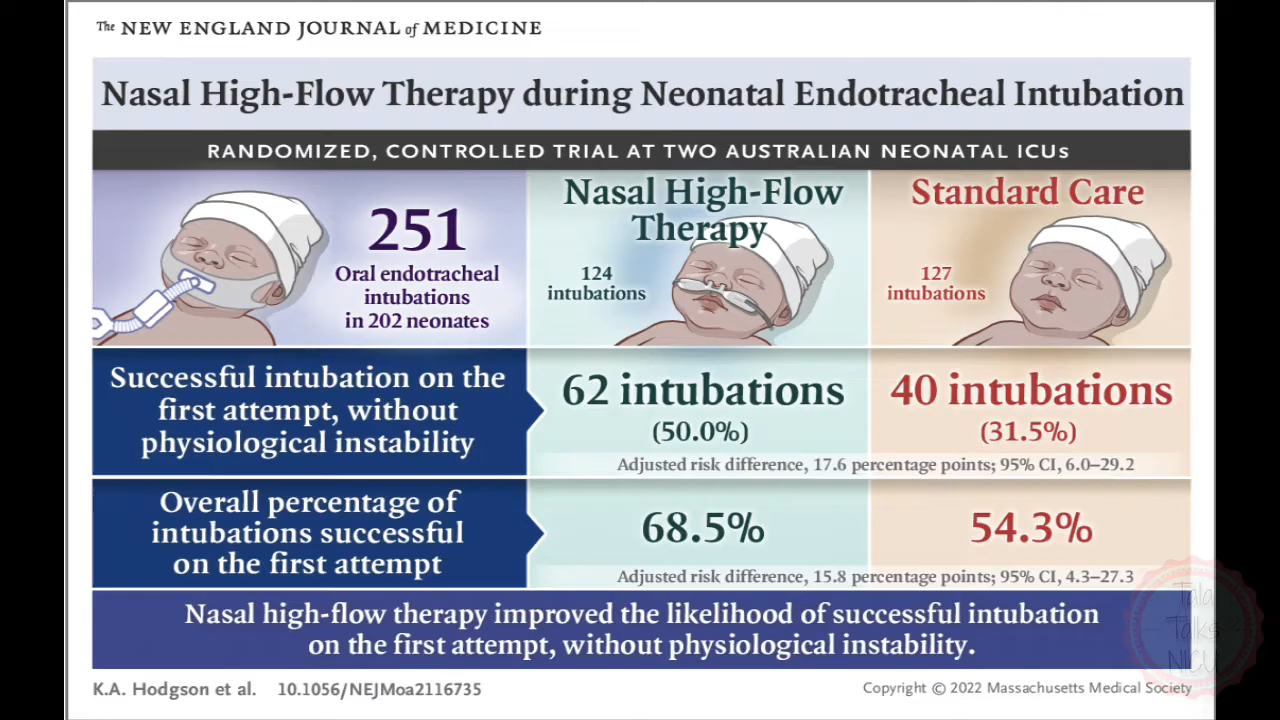 The NEW ENGLAND JOURNAL of MEDICINE
Nasal High-Flow Therapy during Neonatal Endotracheal Intubation
RANDOMIZED, CONTROLLED TRIAL AT TWO AUSTRALIAN NEONATAL ICUs
251
Oral endotracheal
intubations
in 202 neonates
Nasal High-Flow
Therapy
124
intubations
Standard Care
127
intubations
Successful intubation on the
first attempt, without
physiological instability
62 intubations
(50.0%)
40 intubations
(31.5%)
Adjusted risk difference, 17.6 percentage points; 95% CI, 6.0–29.2
Overall percentage of
intubations successful
on the first attempt
68.5%
54.3%
Adjusted risk difference, 15.8 percentage points; 95% CI, 4.3–27.3
Nasal high-flow therapy improved the likelihood of successful intubation
on the first attempt, without physiological instability.
Tala
Talks
NICU
K.A. Hodgson et al. 10.1056/NEJMoa2116735
Copyright © 2022 Massachusetts Medical Society